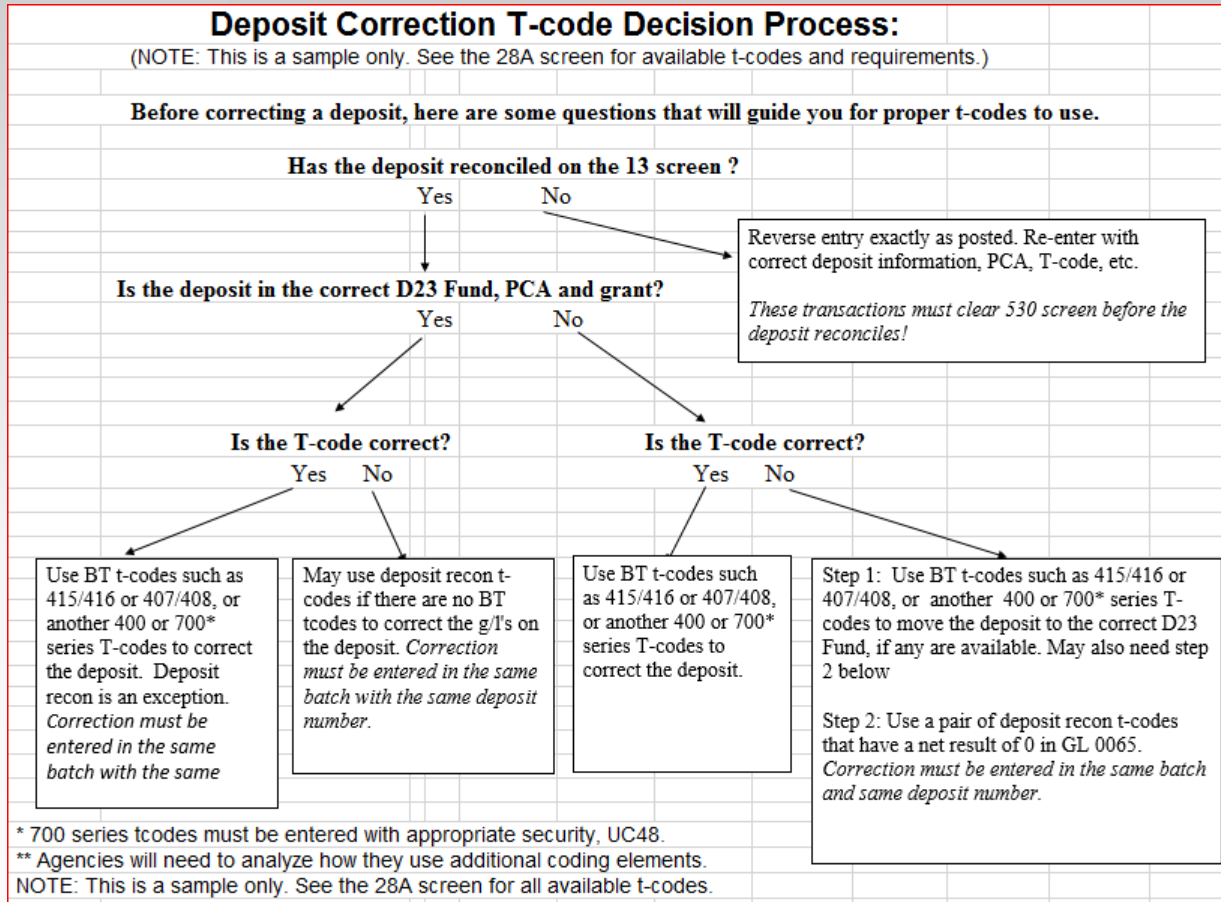 Deposit Correction T-code Decision Process:
(NOTE: This is a sample only. See the 28A screen for available t-codes and requirements.)
Before correcting a deposit, here are some questions that will guide you for proper t-codes to use.
Has the deposit reconciled on the 13 screen ?
Yes No
Reverse entry exactly as posted. Re-enter with
correct deposit information, PCA, T-code, etc.
These transactions must clear 530 screen before the
deposit reconciles!
Is the deposit in the correct D23 Fund, PCA and grant?
Yes No
Is the T-code correct?
Yes No
Is the T-code correct?
Yes No
Use BT t-codes such as
415/416 or 407/408, or
another 400 or 700*
series T-codes to correct
the deposit. Deposit
recon is an exception.
Correction must be
entered in the same
batch with the same
May use deposit recon t-
codes if there are no BT
tcodes to correct the g/l's on
the deposit. Correction
must be entered in the same
batch with the same deposit
number.
Use BT t-codes such
as 415/416 or 407/408,
or another 400 or 700*
series T-codes to
correct the deposit.
Step 1: Use BT t-codes such as 415/416 or
407/408, or another 400 or 700* series T-
codes to move the deposit to the correct D23
Fund, if any are available. May also need step
2 below
Step 2: Use a pair of deposit recon t-codes
that have a net result of 0 in GL 0065.
Correction must be entered in the same batch
and same deposit number.
* 700 series tcodes must be entered with appropriate security, UC48.
** Agencies will need to analyze how they use additional coding elements.
NOTE: This is a sample only. See the 28A screen for all available t-codes.